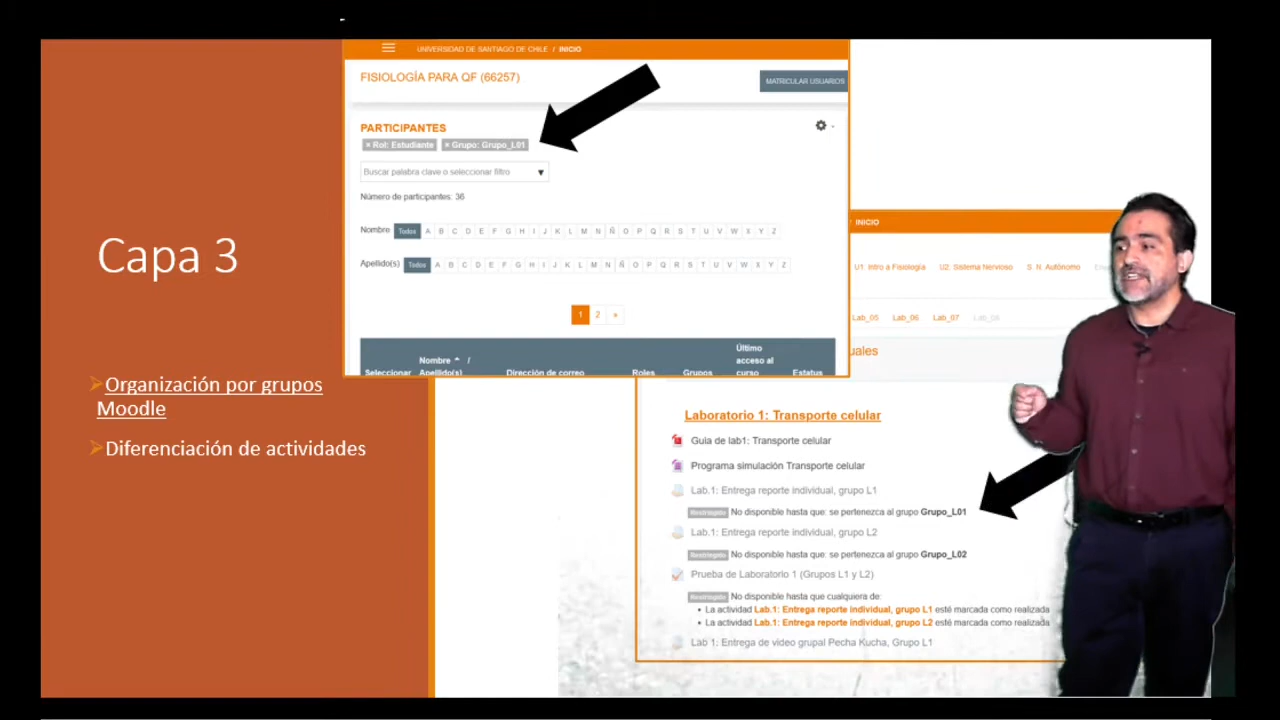 UNIVERSIDAD DE SANTIAGO DE CHILE / INICIO
FISIOLOGÍA PARA QF (66257)
MATRICULAR USUARIOS
PARTICIPANTES
× Rol: Estudiante × Grupo: Grupo_L01
Buscar palabra clave o seleccionar filtro ▼
Número de participantes: 36
Nombre Todos A B C D E F G H I J K L M N Ñ O P Q R S T U V W X Y Z
Apellido(s) Todos A B C D E F G H I J K L M N Ñ O P Q R S T U V W X Y Z
1 2 »
Seleccionar
Nombre ^ /
Apellido(s)
Dirección de correo
Roles
Grupos
Último
acceso al
curso
Estatus
Capa 3
Organización por grupos
Moodle
Diferenciación de actividades
INICIO
U1. Intro a Fisiología U2. Sistema Nervioso S. N. Autónomo
Lab_05 Lab_06 Lab_07 Lab_08
uales
Laboratorio 1: Transporte celular
Guía de lab1: Transporte celular
Programa simulación Transporte celular
Lab.1: Entrega reporte individual, grupo L1
Restringido No disponible hasta que: se pertenezca al grupo Grupo_L01
Lab.1: Entrega reporte individual, grupo L2
Restringido No disponible hasta que: se pertenezca al grupo Grupo_L02
Prueba de Laboratorio 1 (Grupos L1 y L2)
Restringido No disponible hasta que cualquiera de:
• La actividad Lab.1: Entrega reporte individual, grupo L1 esté marcada como realizada
• La actividad Lab.1: Entrega reporte individual, grupo L2 esté marcada como realizada
Lab 1: Entrega de video grupal Pecha Kucha, Grupo L1